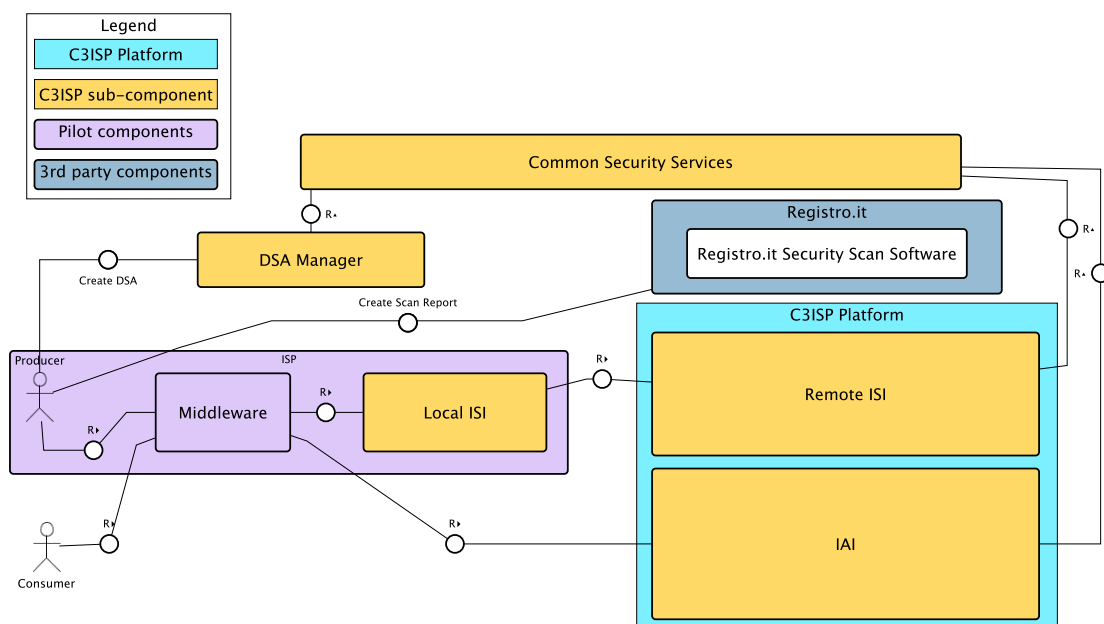 Legend
C3ISP Platform
C3ISP sub-component
Pilot components
3rd party components
Common Security Services
R
Registro.it
Registro.it Security Scan Software
R
R
DSA Manager
Create DSA
Create Scan Report
C3ISP Platform
Producer
ISP
R
Remote ISI
Middleware
R
Local ISI
R
R
R
IAI
Consumer